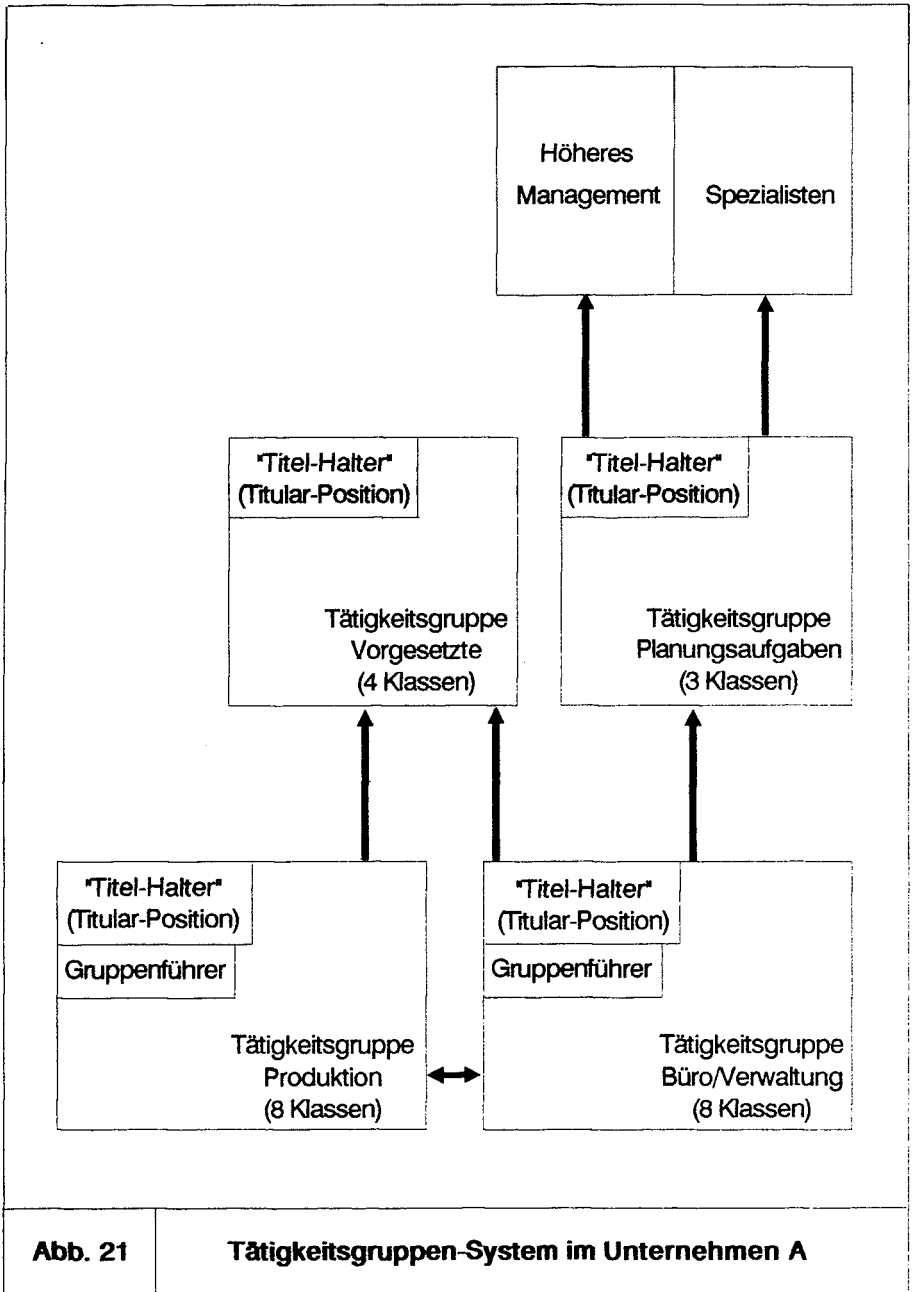 Höheres
Management
Spezialisten
"Titel-Halter"
(Titular-Position)
Tätigkeitsgruppe
Vorgesetzte
(4 Klassen)
"Titel-Halter"
(Titular-Position)
Tätigkeitsgruppe
Planungsaufgaben
(3 Klassen)
"Titel-Halter"
(Titular-Position)
Gruppenführer
Tätigkeitsgruppe
Produktion
(8 Klassen)
"Titel-Halter"
(Titular-Position)
Gruppenführer
Tätigkeitsgruppe
Büro/Verwaltung
(8 Klassen)
Abb. 21
Tätigkeitsgruppen-System im Unternehmen A